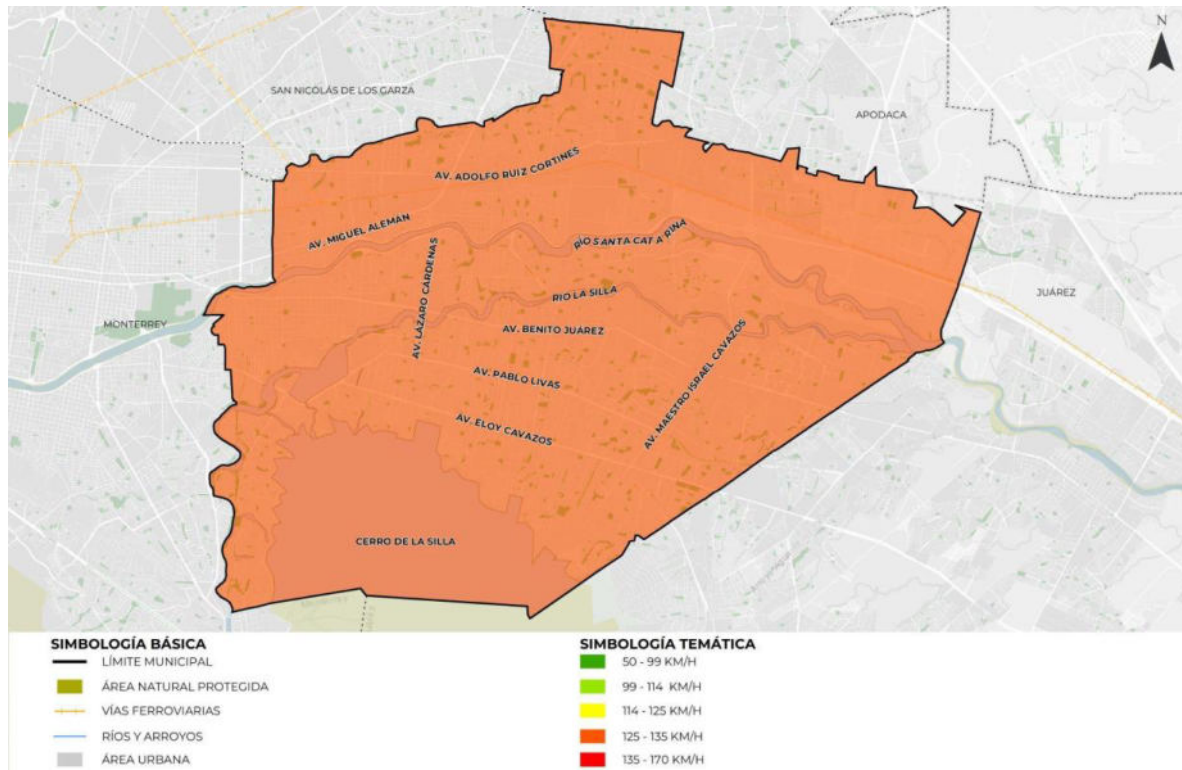 N
SAN NICOLÁS DE LOS GARZA
APODACA
AV. ADOLFO RUIZ CORTINES
AV. MIGUEL ALEMAN
RÍO SANTA CATARINA
AV. LÁZARO CÁRDENAS
JUÁREZ
RIO LA SILLA
MONTERREY
AV. BENITO JUÁREZ
AV. PABLO LIVAS
AV. MAESTRO ISRAEL CAVAZOS
AV. ELOY CAVAZOS
CERRO DE LA SILLA
SIMBOLOGÍA BÁSICA
LÍMITE MUNICIPAL
ÁREA NATURAL PROTEGIDA
VÍAS FERROVIARIAS
RÍOS Y ARROYOS
ÁREA URBANA
SIMBOLOGÍA TEMÁTICA
50 - 99 KM/H
99 - 114 KM/H
114 - 125 KM/H
125 - 135 KM/H
135 - 170 KM/H